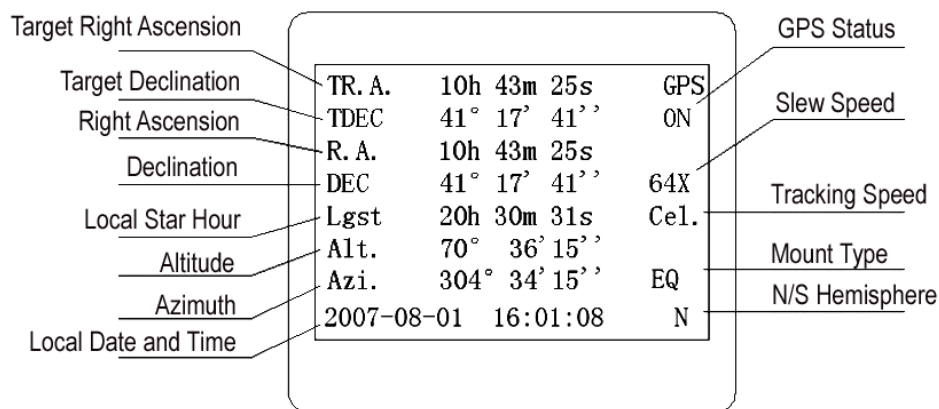 Target Right Ascension
Target Declination
Right Ascension
Declination
Local Star Hour
Altitude
Azimuth
Local Date and Time
TR.A. 10h 43m 25s GPS
TDEC 41° 17' 41'' ON
R.A. 10h 43m 25s
DEC 41° 17' 41'' 64X
Lgst 20h 30m 31s Cel.
Alt. 70° 36' 15''
Azi. 304° 34' 15'' EQ
2007-08-01 16:01:08 N
GPS Status
Slew Speed
Tracking Speed
Mount Type
N/S Hemisphere